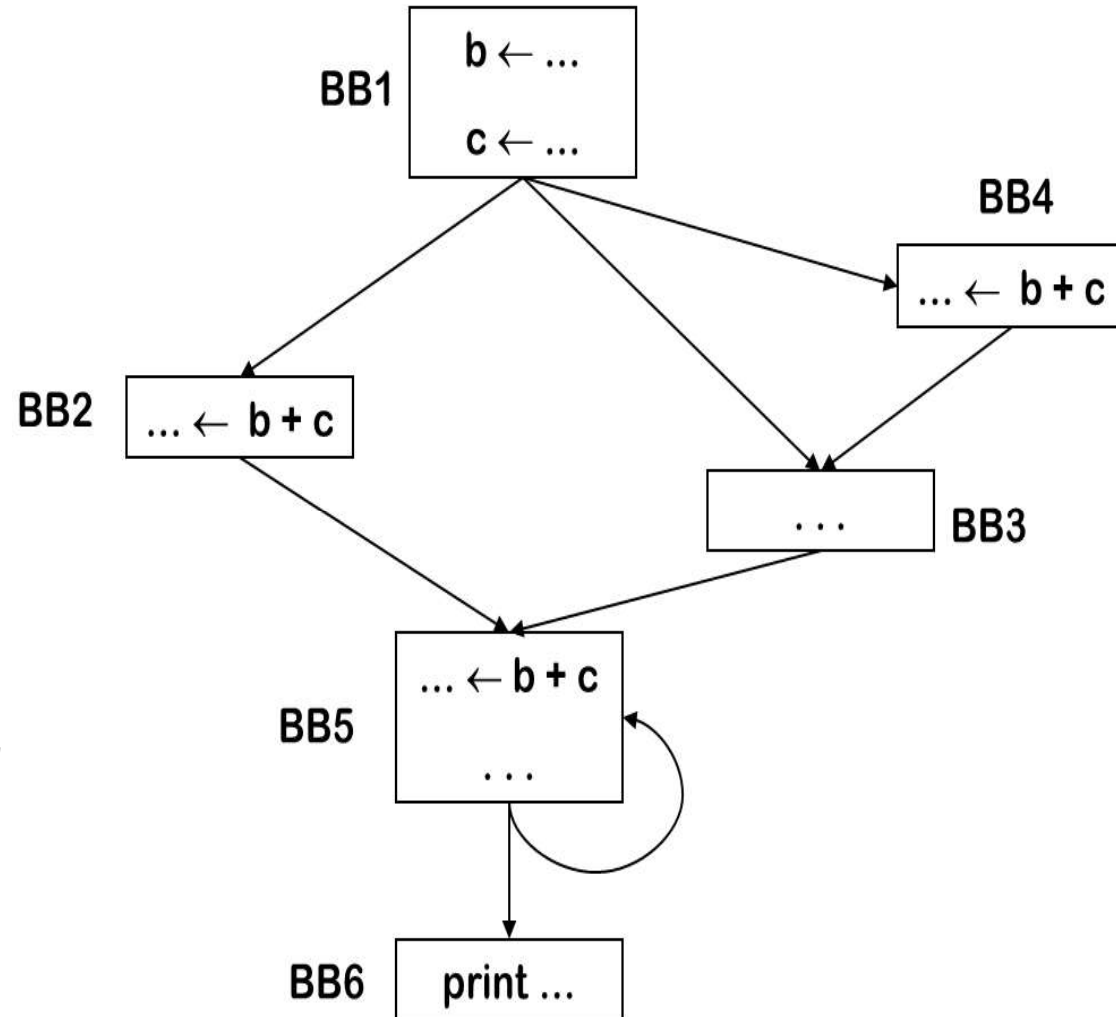 BB1
b ← ...
c ← ...
BB4
... ← b + c
BB2
... ← b + c
. . .
BB3
BB5
... ← b + c
. . .
BB6
print ...